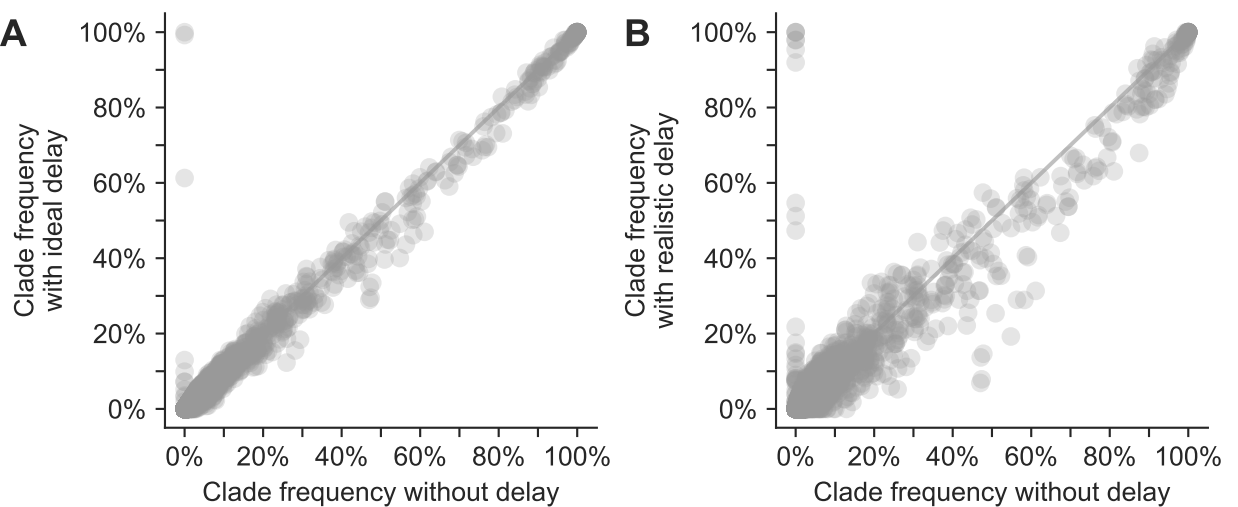 A
Clade frequency
with ideal delay
100%
80%
60%
40%
20%
0%
0% 20% 40% 60% 80% 100%
Clade frequency without delay
B
Clade frequency
with realistic delay
100%
80%
60%
40%
20%
0%
0% 20% 40% 60% 80% 100%
Clade frequency without delay